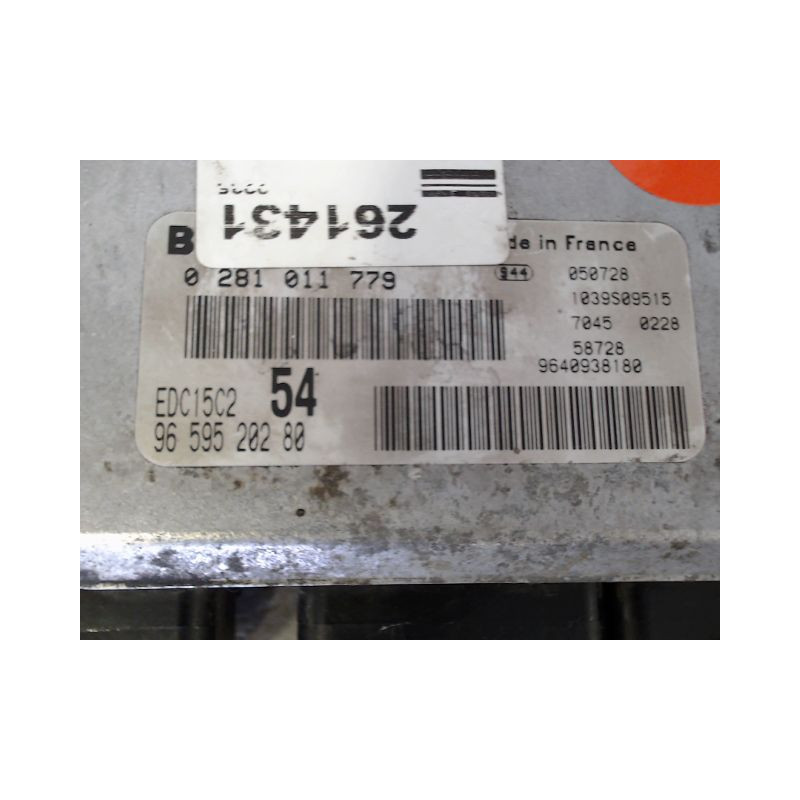 261431
B
de in France
0 281 011 779
944
050728
1039S09515
7045 0228
58728
9640938180
EDC15C2 54
96 595 202 80